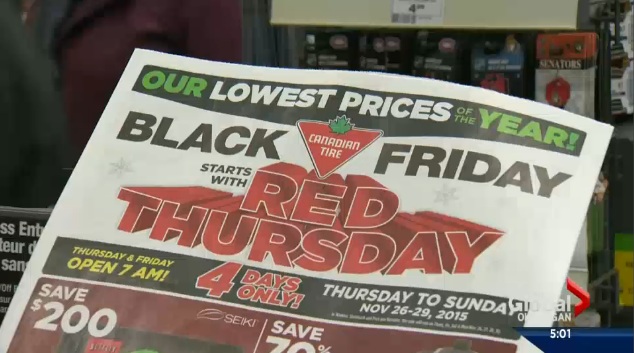 4.99
SENATORS
OUR LOWEST PRICES OF THE YEAR!
BLACK FRIDAY
CANADIAN TIRE
STARTS WITH
RED
THURSDAY
THURSDAY & FRIDAY
OPEN 7 AM!
4 DAYS ONLY!
THURSDAY TO SUNDAY
NOV 26-29, 2015
SAVE
$200
SEIKI
SAVE
70%
Global
OKANAGAN
5:01